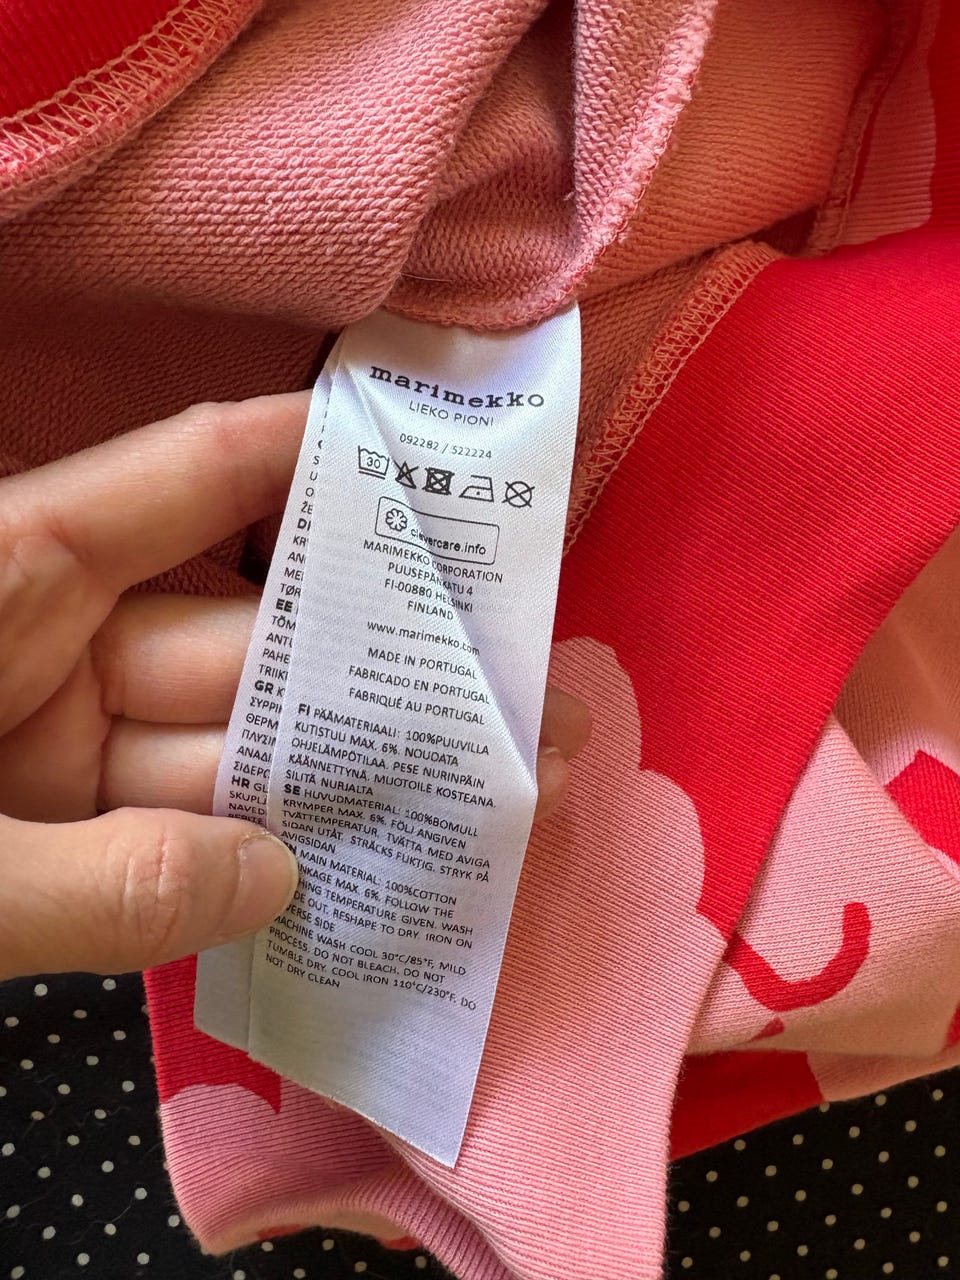 marimekko
LIEKO PIONI
092282 / 522224
30
clevercare.info
MARIMEKKO CORPORATION
PUUSEPÄNKATU 4
FI-00880 HELSINKI
FINLAND
www.marimekko.com
MADE IN PORTUGAL
FABRICADO EN PORTUGAL
FABRIQUÉ AU PORTUGAL
FI PÄÄMATERIAALI: 100%PUUVILLA
KUTISTUU MAX. 6%. NOUDATA
OHJELÄMPÖTILAA. PESE NURINPÄIN
KÄÄNNETTYNÄ, MUOTOILE KOSTEANA.
SILITÄ NURJALTA
SE HUVUDMATERIAL: 100%BOMULL
KRYMPER MAX. 6%. FÖLJ ANGIVEN
TVÄTTEMPERATUR. TVÄTTA MED AVIGA
SIDAN UTÅT. STRÄCKS FUKTIG. STRYK PÅ
AVIGSIDAN
MAIN MATERIAL: 100%COTTON
MAX. 6%. FOLLOW THE
TEMPERATURE GIVEN. WASH
OUT. RESHAPE TO DRY. IRON ON
SIDE
MACHINE WASH COOL 30°C/85°F, MILD
PROCESS. DO NOT BLEACH. DO NOT
TUMBLE DRY. COOL IRON 110°C/230°F. DO
NOT DRY CLEAN
EE
GR
HR